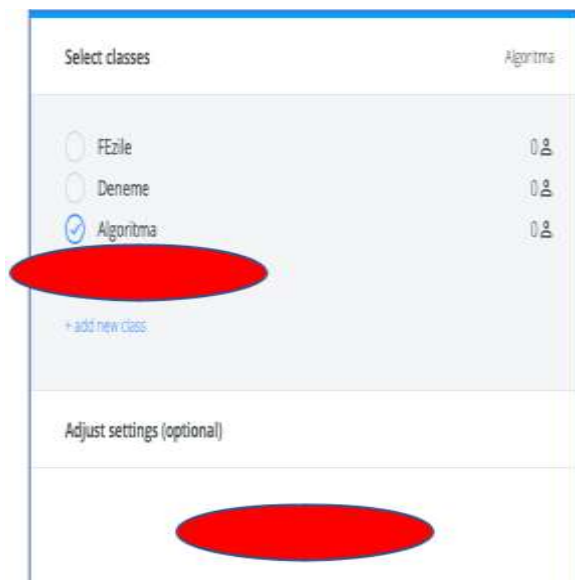 Select classes
Algoritma
FEzile
0
Deneme
0
Algoritma
0
+ add new class
Adjust settings (optional)